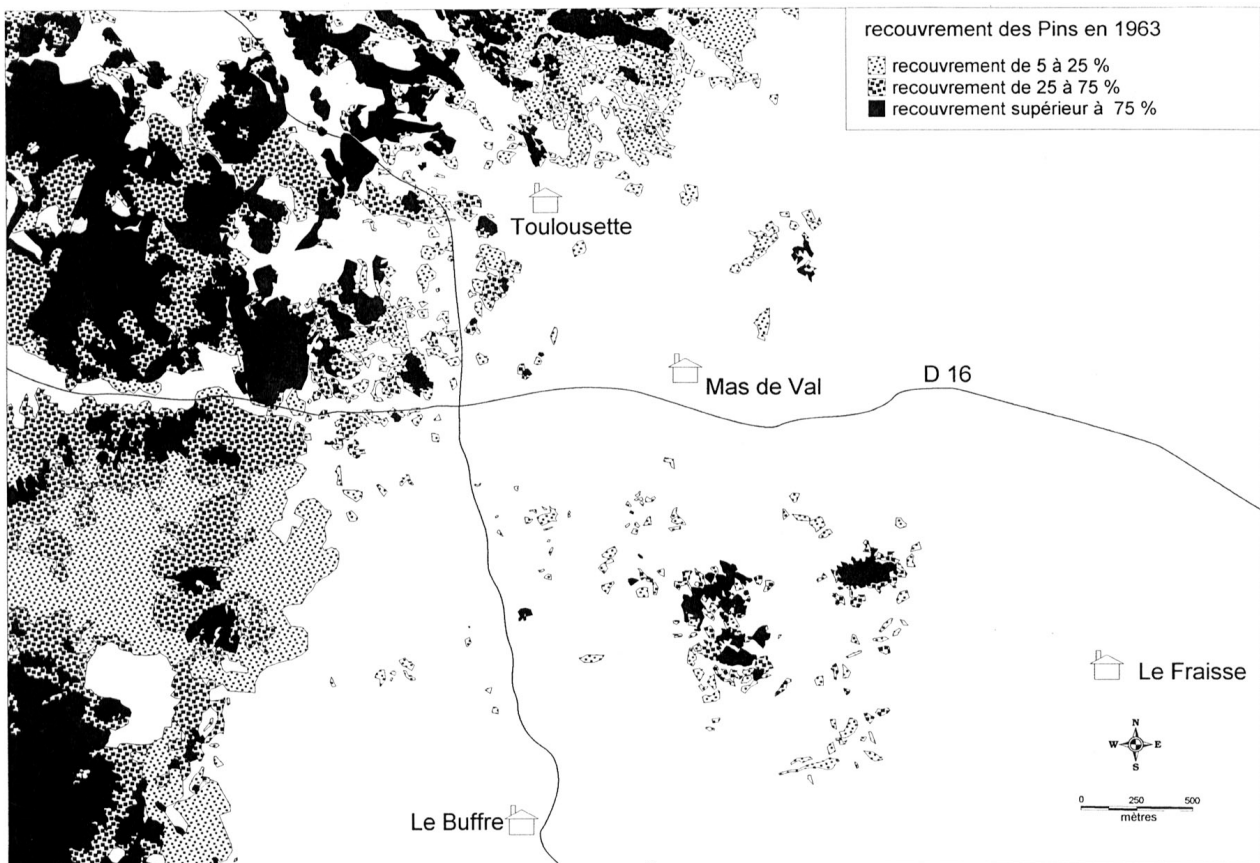 recouvrement des Pins en 1963
recouvrement de 5 à 25 %
recouvrement de 25 à 75 %
recouvrement supérieur à 75 %
Toulousette
Mas de Val
D 16
Le Fraisse
N
W E
S
0 250 500
mètres
Le Buffre